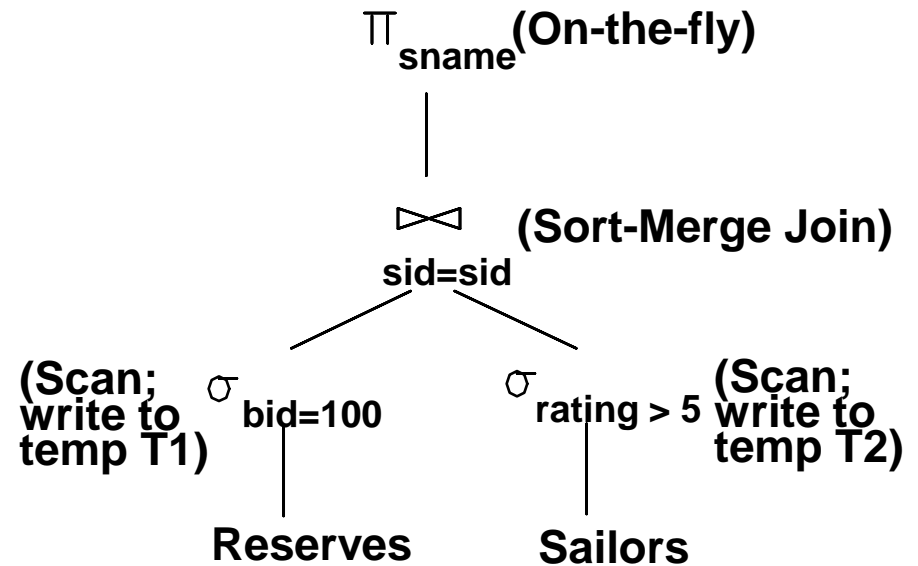 π sname (On-the-fly)
⋈ (Sort-Merge Join)
sid=sid
(Scan; write to temp T1)
σ bid=100
σ rating > 5
(Scan; write to temp T2)
Reserves
Sailors